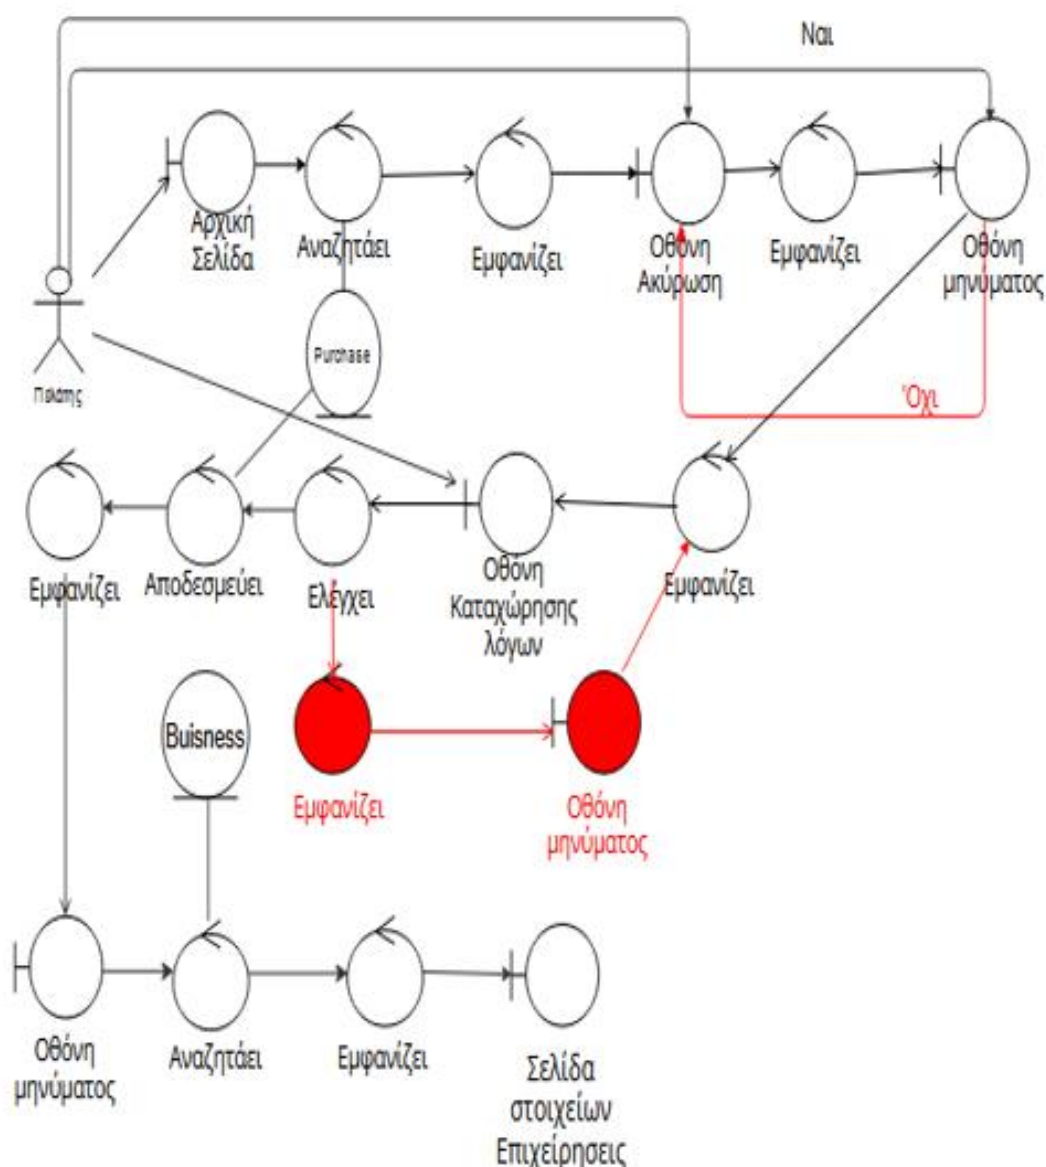 Ναι
Αρχική
Σελίδα
Αναζητάει
Εμφανίζει
Οθόνη
Ακύρωση
Εμφανίζει
Οθόνη
μηνύματος
Πελάτης
Purchase
'Όχι
Εμφανίζει
Αποδεσμεύει
Ελέγχει
Οθόνη
Καταχώρησης
λόγων
Εμφανίζει
Buisness
Εμφανίζει
Οθόνη
μηνύματος
Οθόνη
μηνύματος
Αναζητάει
Εμφανίζει
Σελίδα
στοιχείων
Επιχείρησεις